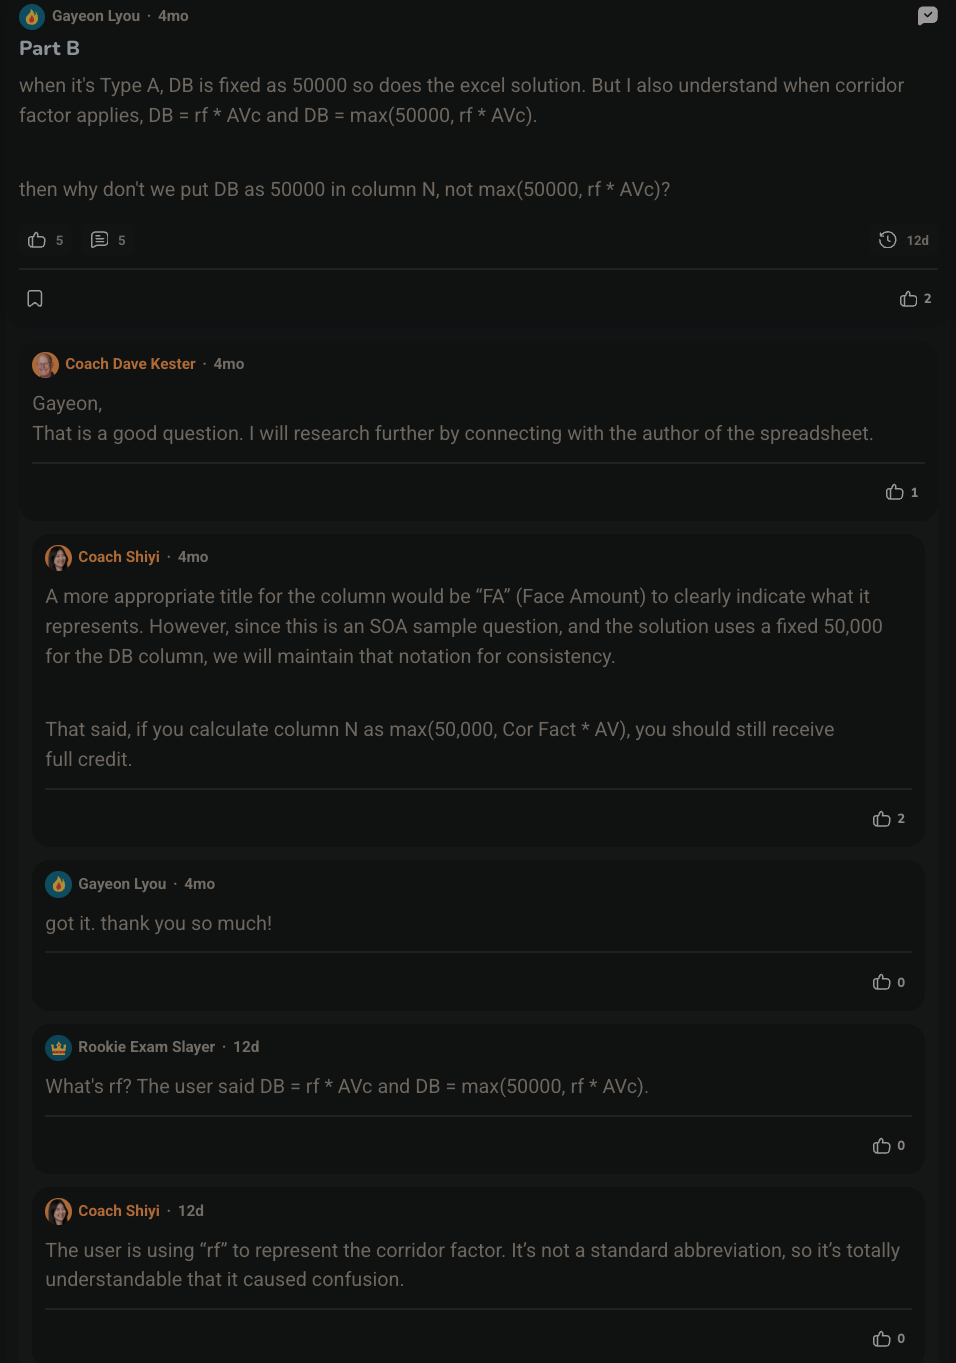 Gayeon Lyou · 4mo
Part B
when it's Type A, DB is fixed as 50000 so does the excel solution. But I also understand when corridor
factor applies, DB = rf * AVc and DB = max(50000, rf * AVc).
then why don't we put DB as 50000 in column N, not max(50000, rf * AVc)?
5 5 12d
2
Coach Dave Kester · 4mo
Gayeon,
That is a good question. I will research further by connecting with the author of the spreadsheet.
1
Coach Shiyi · 4mo
A more appropriate title for the column would be “FA” (Face Amount) to clearly indicate what it
represents. However, since this is an SOA sample question, and the solution uses a fixed 50,000
for the DB column, we will maintain that notation for consistency.
That said, if you calculate column N as max(50,000, Cor Fact * AV), you should still receive
full credit.
2
Gayeon Lyou · 4mo
got it. thank you so much!
0
Rookie Exam Slayer · 12d
What's rf? The user said DB = rf * AVc and DB = max(50000, rf * AVc).
0
Coach Shiyi · 12d
The user is using “rf” to represent the corridor factor. It’s not a standard abbreviation, so it’s totally
understandable that it caused confusion.
0